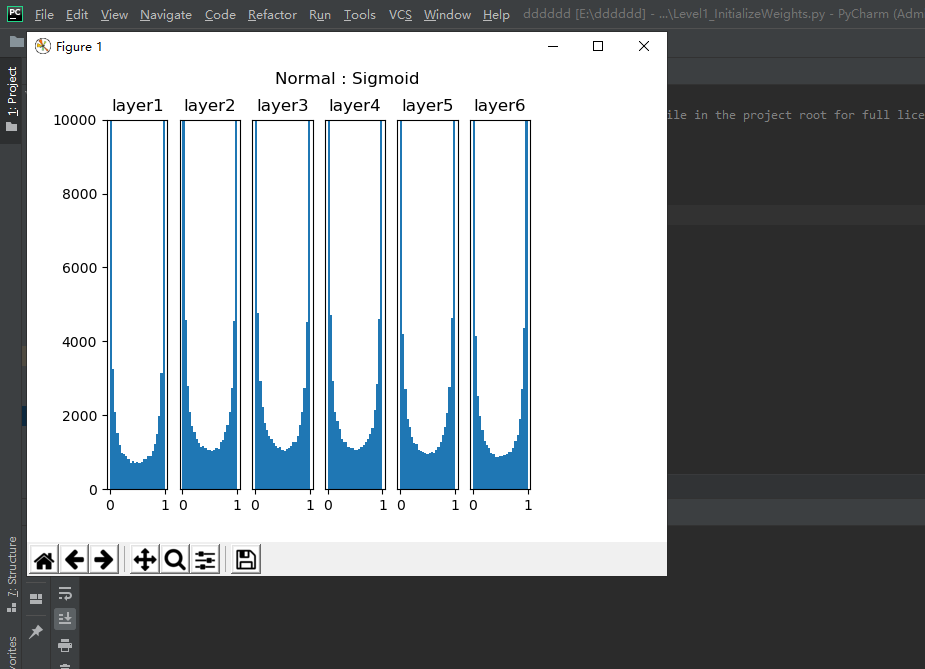 PC File Edit View Navigate Code Refactor Run Tools VCS Window Help dddddd [E:\dddddd] - ...\Level1_InitializeWeights.py - PyCharm (Adm
Figure 1
1: Project
ile in the project root for full lice
Normal : Sigmoid
layer1 layer2 layer3 layer4 layer5 layer6
10000
8000
6000
4000
2000
0
0 1 0 1 0 1 0 1 0 1 0 1
7: Structure
vorites